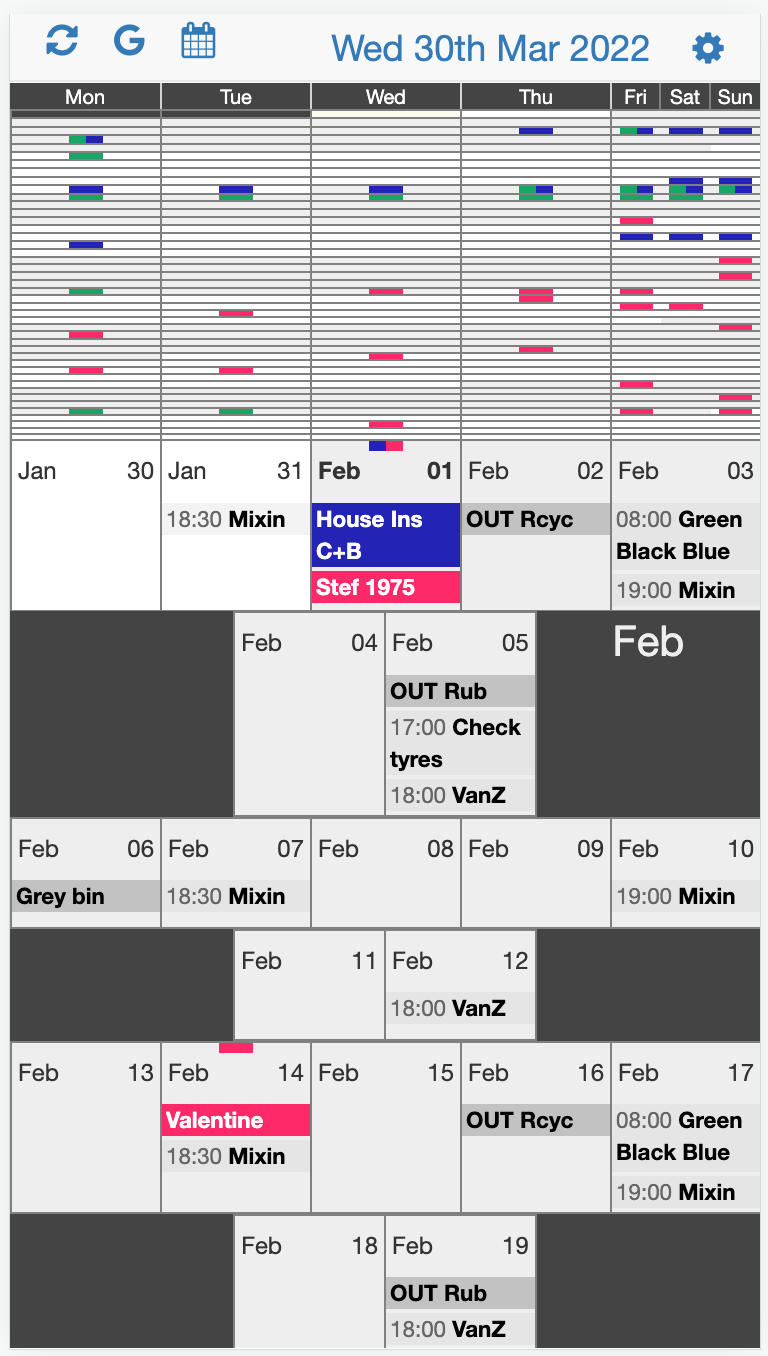 Wed 30th Mar 2022
Mon Tue Wed Thu Fri Sat Sun
Jan 30 Jan 31 Feb 01 Feb 02 Feb 03
18:30 Mixin
House Ins
C+B
Stef 1975
OUT Rcyc
08:00 Green
Black Blue
19:00 Mixin
Feb
Feb 04 Feb 05
OUT Rub
17:00 Check
tyres
18:00 VanZ
Feb 06 Feb 07 Feb 08 Feb 09 Feb 10
Grey bin
18:30 Mixin
19:00 Mixin
Feb 11 Feb 12
18:00 VanZ
Feb 13 Feb 14 Feb 15 Feb 16 Feb 17
Valentine
18:30 Mixin
OUT Rcyc
08:00 Green
Black Blue
19:00 Mixin
Feb 18 Feb 19
OUT Rub
18:00 VanZ